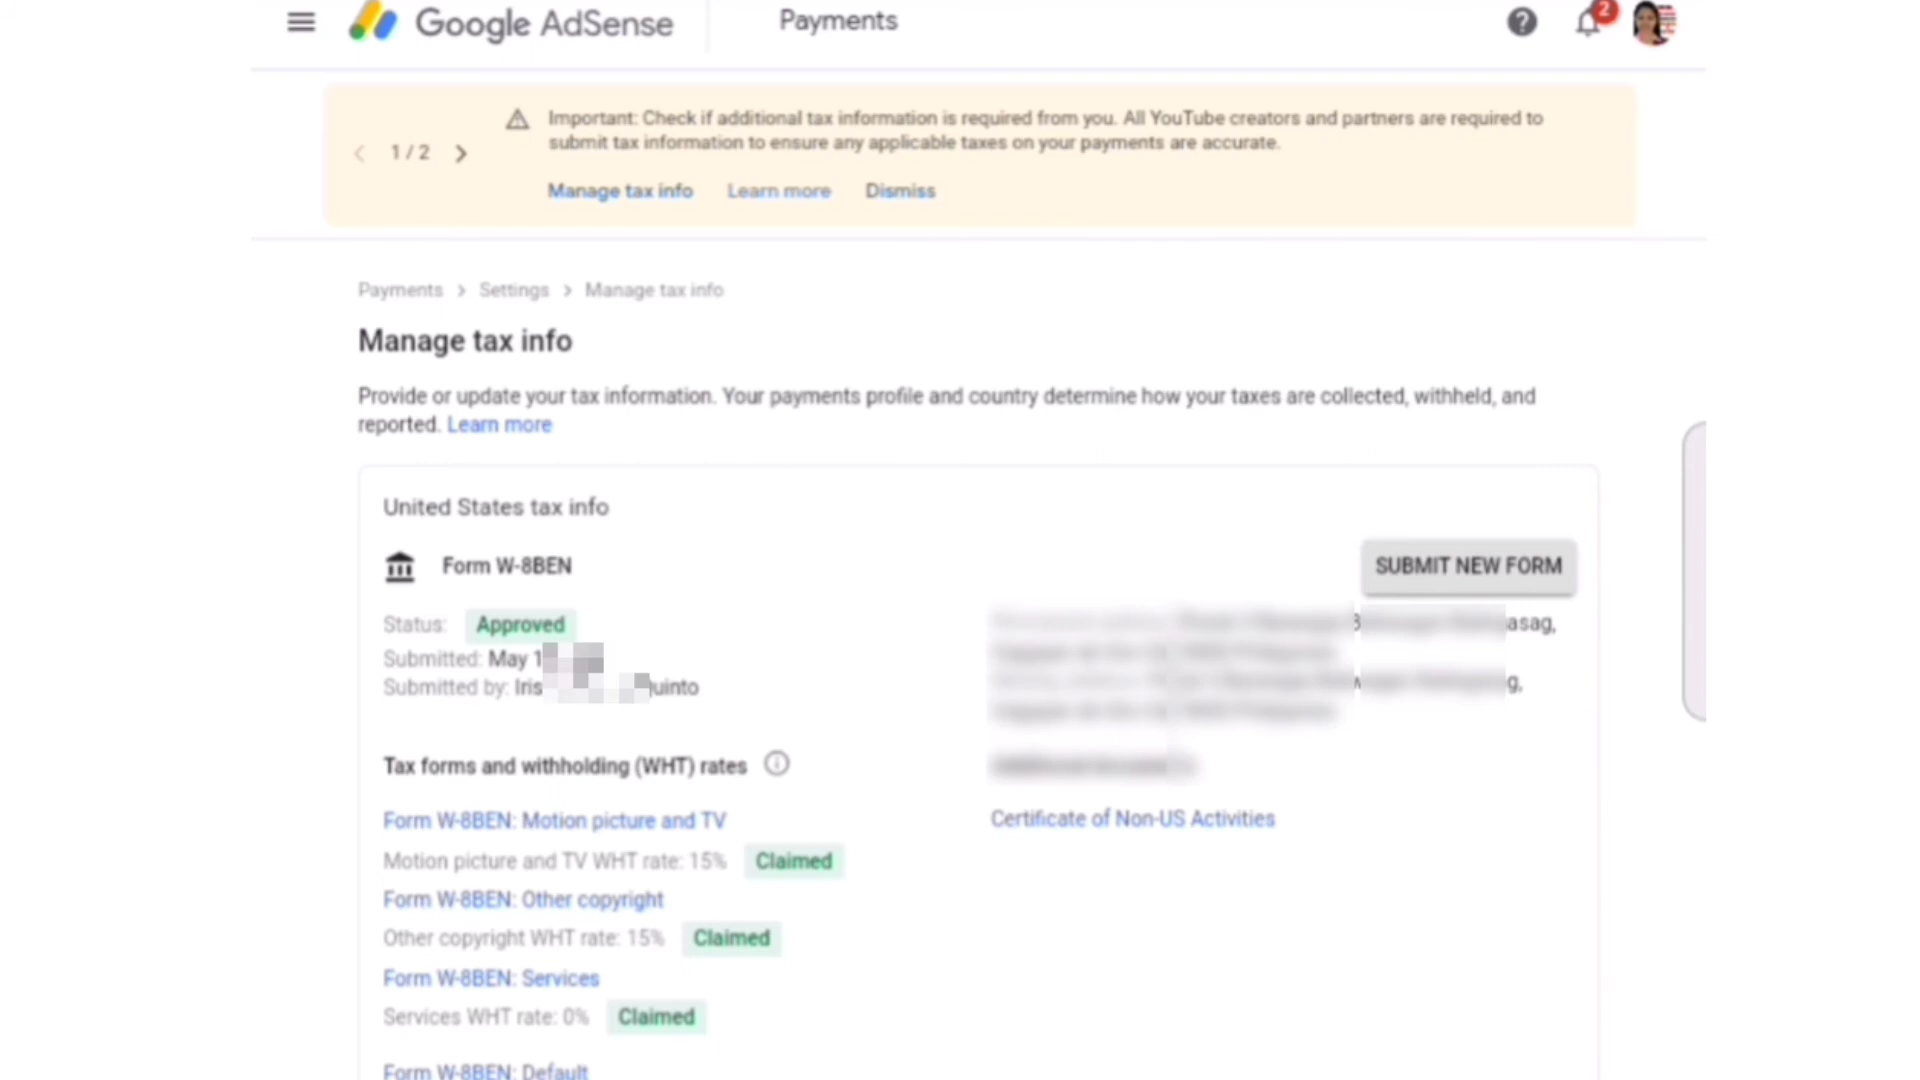 Google AdSense
Payments
2
Important: Check if additional tax information is required from you. All YouTube creators and partners are required to
1 / 2
submit tax information to ensure any applicable taxes on your payments are accurate.
Manage tax info Learn more Dismiss
Payments > Settings > Manage tax info
Manage tax info
Provide or update your tax information. Your payments profile and country determine how your taxes are collected, withheld, and
reported. Learn more
United States tax info
Form W-8BEN
SUBMIT NEW FORM
Status: Approved
Submitted: May 1
Submitted by: Iris uinto
asag,
g,
Tax forms and withholding (WHT) rates
Form W-8BEN: Motion picture and TV
Certificate of Non-US Activities
Motion picture and TV WHT rate: 15% Claimed
Form W-8BEN: Other copyright
Other copyright WHT rate: 15% Claimed
Form W-8BEN: Services
Services WHT rate: 0% Claimed
Form W-8BEN: Default